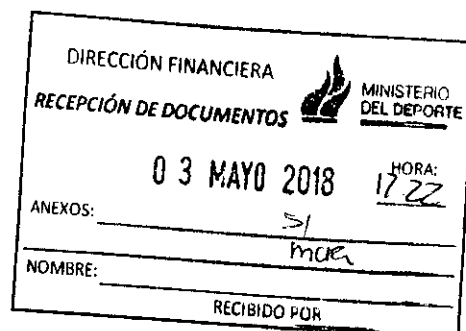 DIRECCIÓN FINANCIERA
MINISTERIO
DEL DEPORTE
RECEPCIÓN DE DOCUMENTOS
03 MAYO 2018
HORA:
17 22
ANEXOS:
NOMBRE:
RECIBIDO POR